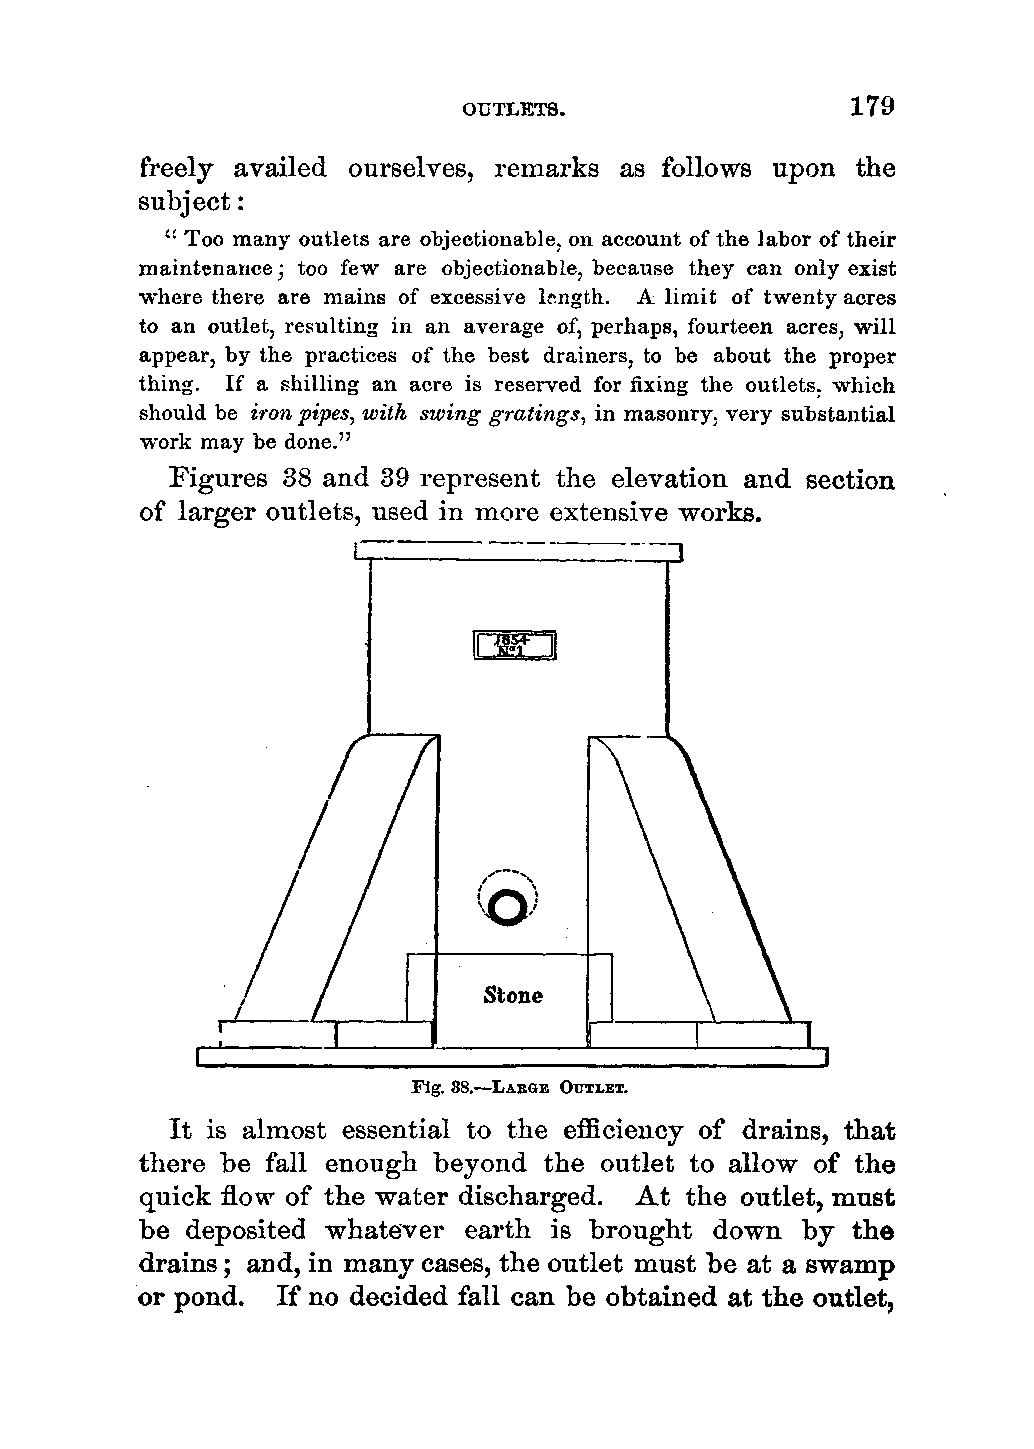 OUTLETS. 179
freely availed ourselves, remarks as follows upon the
subject:
“Too many outlets are objectionable, on account of the labor of their
maintenance; too few are objectionable, because they can only exist
where there are mains of excessive length. A limit of twenty acres
to an outlet, resulting in an average of, perhaps, fourteen acres, will
appear, by the practices of the best drainers, to be about the proper
thing. If a shilling an acre is reserved for fixing the outlets, which
should be iron pipes, with swing gratings, in masonry, very substantial
work may be done.”
Figures 38 and 39 represent the elevation and section
of larger outlets, used in more extensive works.
1854
No. 1
Stone
Fig. 38.—LARGE OUTLET.
It is almost essential to the efficiency of drains, that
there be fall enough beyond the outlet to allow of the
quick flow of the water discharged. At the outlet, must
be deposited whatever earth is brought down by the
drains; and, in many cases, the outlet must be at a swamp
or pond. If no decided fall can be obtained at the outlet,